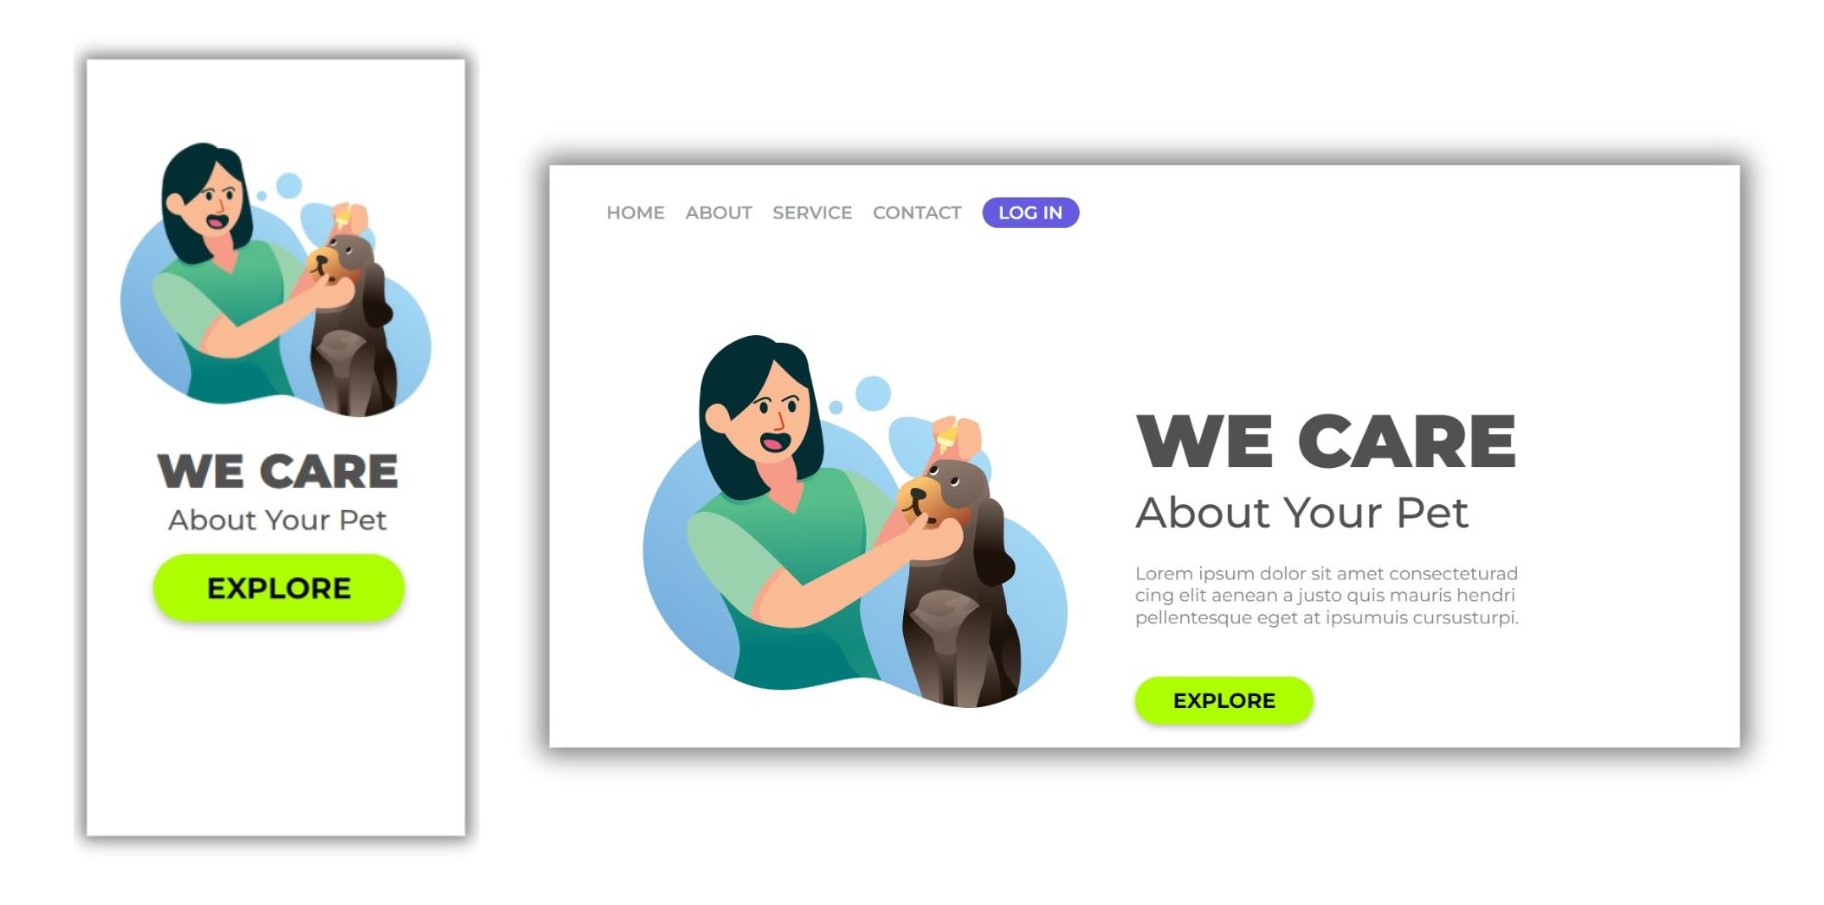 WE CARE
About Your Pet
EXPLORE
HOME ABOUT SERVICE CONTACT LOG IN
WE CARE
About Your Pet
Lorem ipsum dolor sit amet consecteturad
cing elit aenean a justo quis mauris hendri
pellentesque eget at ipsumuis cursusturpi.
EXPLORE